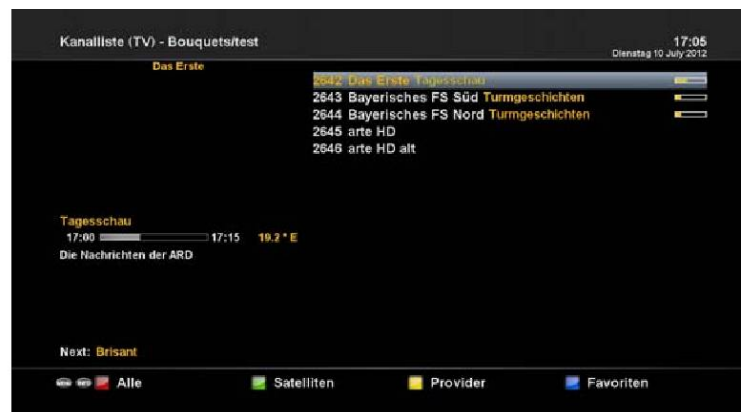 Kanalliste (TV) - Bouquets/test
17:05
Dienstag 10 July 2012
Das Erste
2642 Das Erste Tagesschau
2643 Bayerisches FS Süd Turmgeschichten
2644 Bayerisches FS Nord Turmgeschichten
2645 arte HD
2646 arte HD alt
Tagesschau
17:00 17:15 19.2 ° E
Die Nachrichten der ARD
Next: Brisant
Alle Satelliten Provider Favoriten